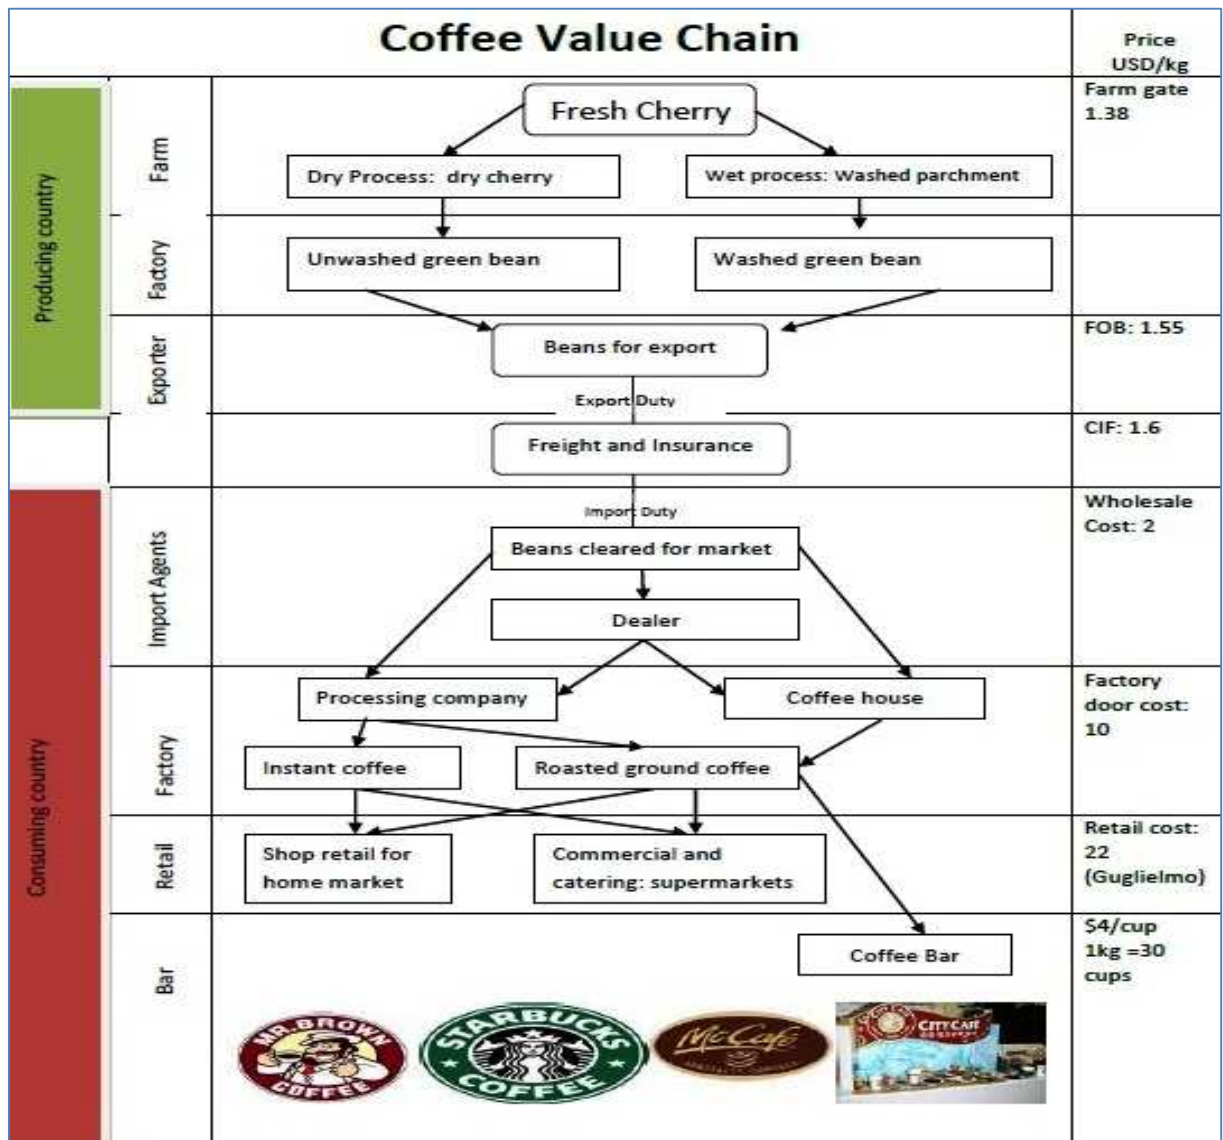 Coffee Value Chain
Price
USD/kg
Producing country
Farm
Fresh Cherry
Farm gate
1.38
Dry Process: dry cherry
Wet process: Washed parchment
Factory
Unwashed green bean
Washed green bean
Exporter
Beans for export
FOB: 1.55
Export Duty
Freight and Insurance
CIF: 1.6
Consuming country
Import Agents
Import Duty
Wholesale
Cost: 2
Beans cleared for market
Dealer
Factory
Processing company
Coffee house
Factory
door cost:
10
Instant coffee
Roasted ground coffee
Retail
Shop retail for
home market
Commercial and
catering: supermarkets
Retail cost:
22
(Guglielmo)
Bar
Coffee Bar
$4/cup
1kg =30
cups
MR.BROWN
COFFEE
STARBUCKS
COFFEE
McCafé
CITY CAFE